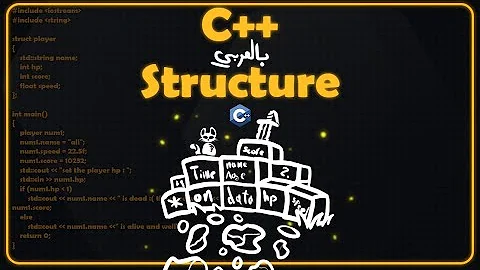 C++
بالعربي
Structure
C++
#include <iostream>
#include <string>
struct player
{
std::string name;
int hp;
int score;
float speed;
};
int main()
{
player num1;
num1.name = "ali";
num1.speed = 22.5f;
num1.score = 10292;
std::cout << "set the player hp : ";
std::cin >> num1.hp;
if (num1.hp < 1)
std::cout << num1.name << " is dead :( t
num1.score;
else
std::cout << num1.name <<" is alive and well
return 0;
}
score
Time name Age 2.
* on date hp